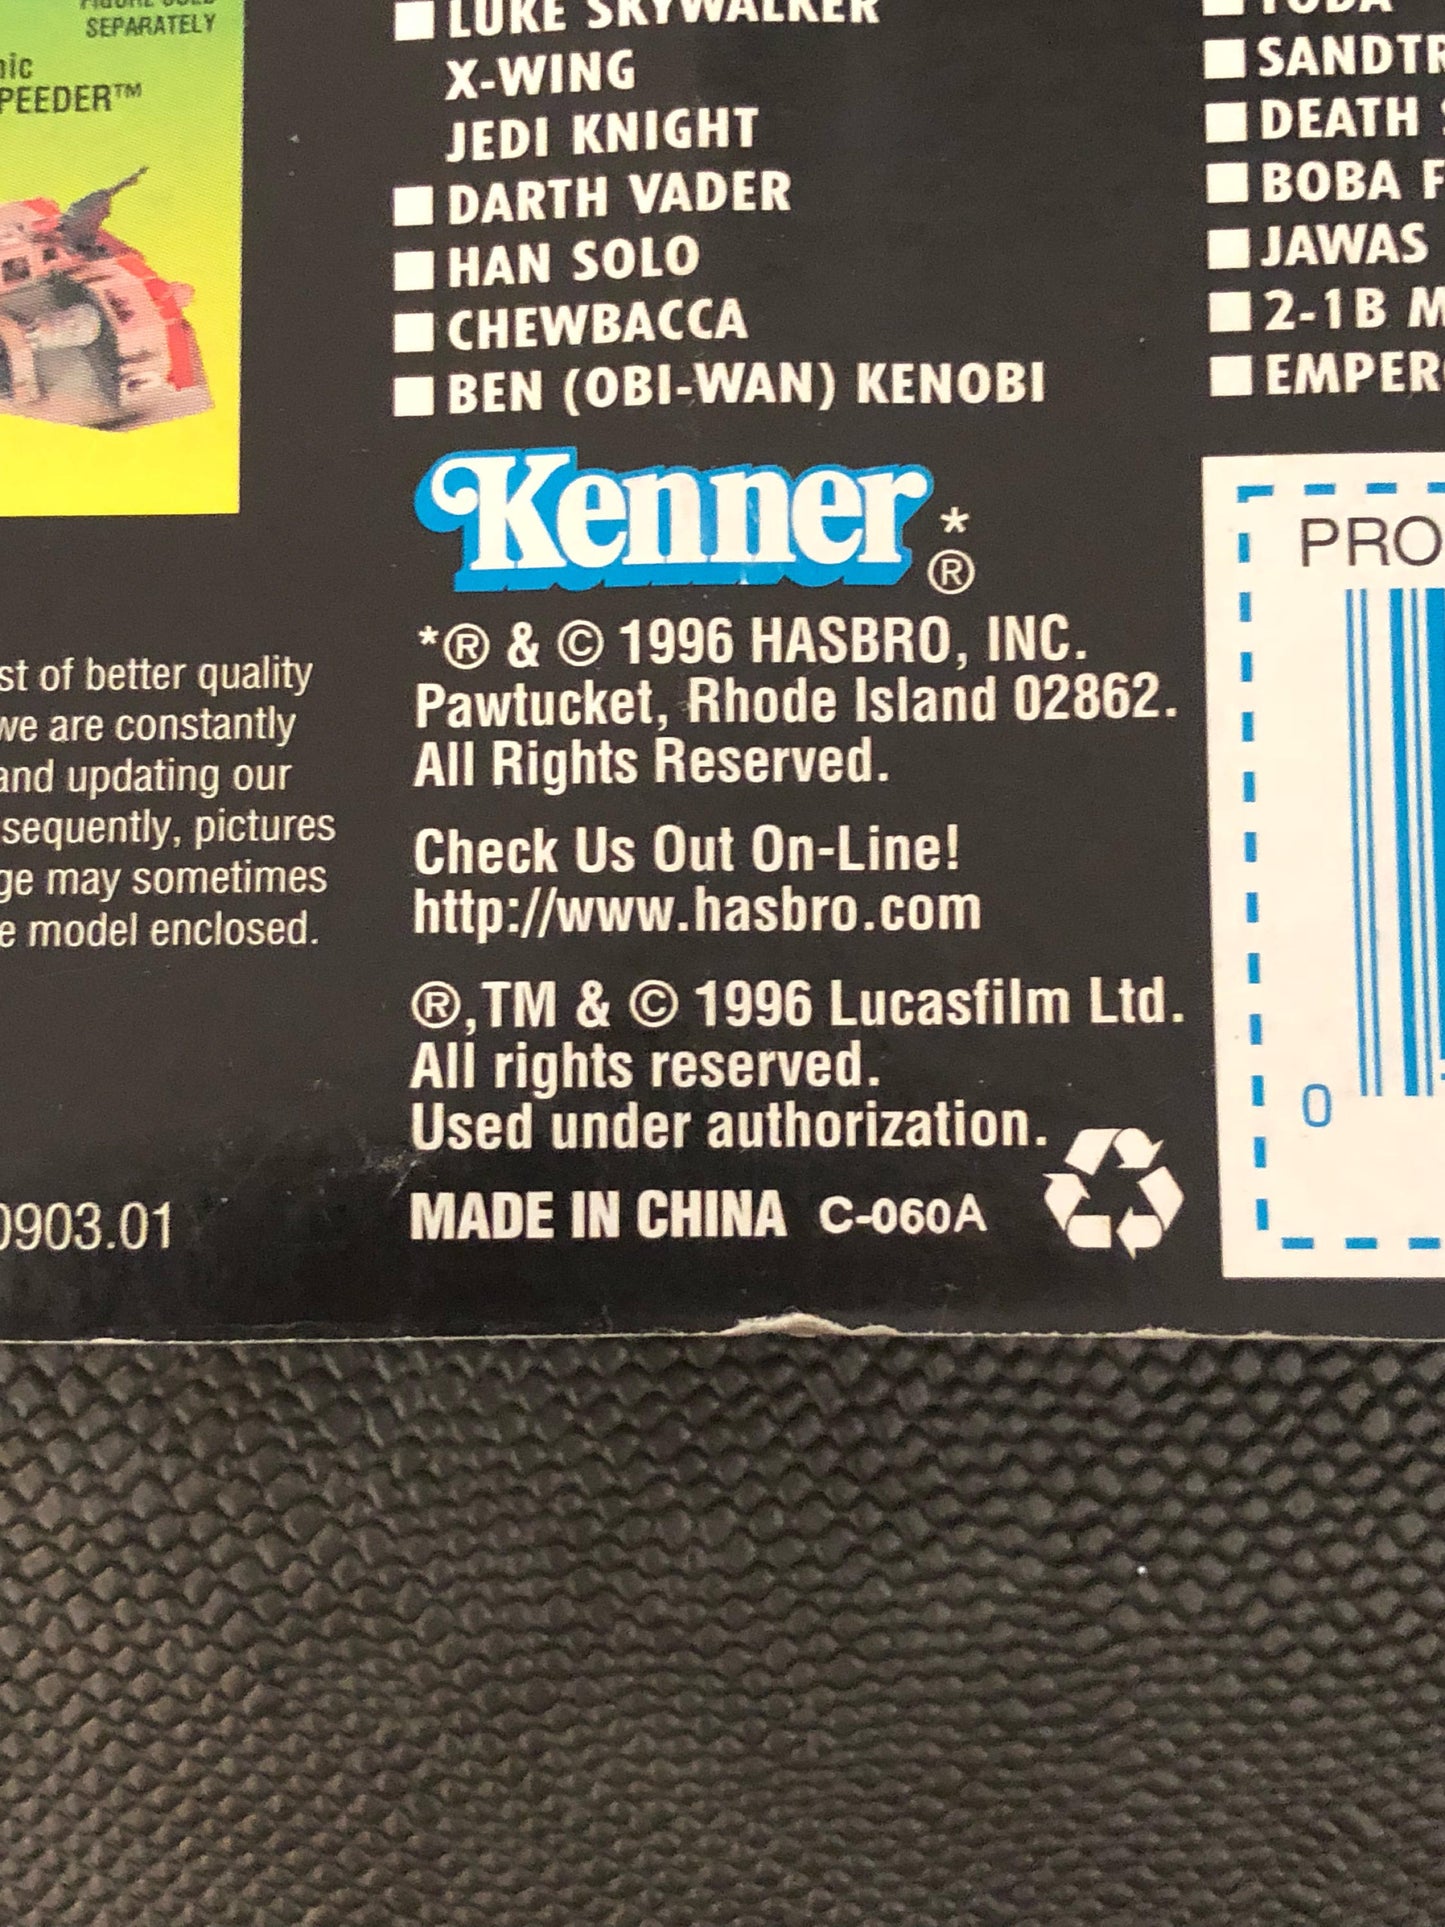 SEPARATELY
PEEDER™
LUKE SKYWALKER
X-WING
JEDI KNIGHT
DARTH VADER
HAN SOLO
CHEWBACCA
BEN (OBI-WAN) KENOBI
YODA
SANDTR
DEATH
BOBA F
JAWAS
2-1B M
EMPER
Kenner*®
*® & © 1996 HASBRO, INC.
Pawtucket, Rhode Island 02862.
All Rights Reserved.
Check Us Out On-Line!
http://www.hasbro.com
®,TM & © 1996 Lucasfilm Ltd.
All rights reserved.
Used under authorization.
MADE IN CHINA C-060A
st of better quality
we are constantly
and updating our
sequently, pictures
ge may sometimes
e model enclosed.
0903.01
PRO
0